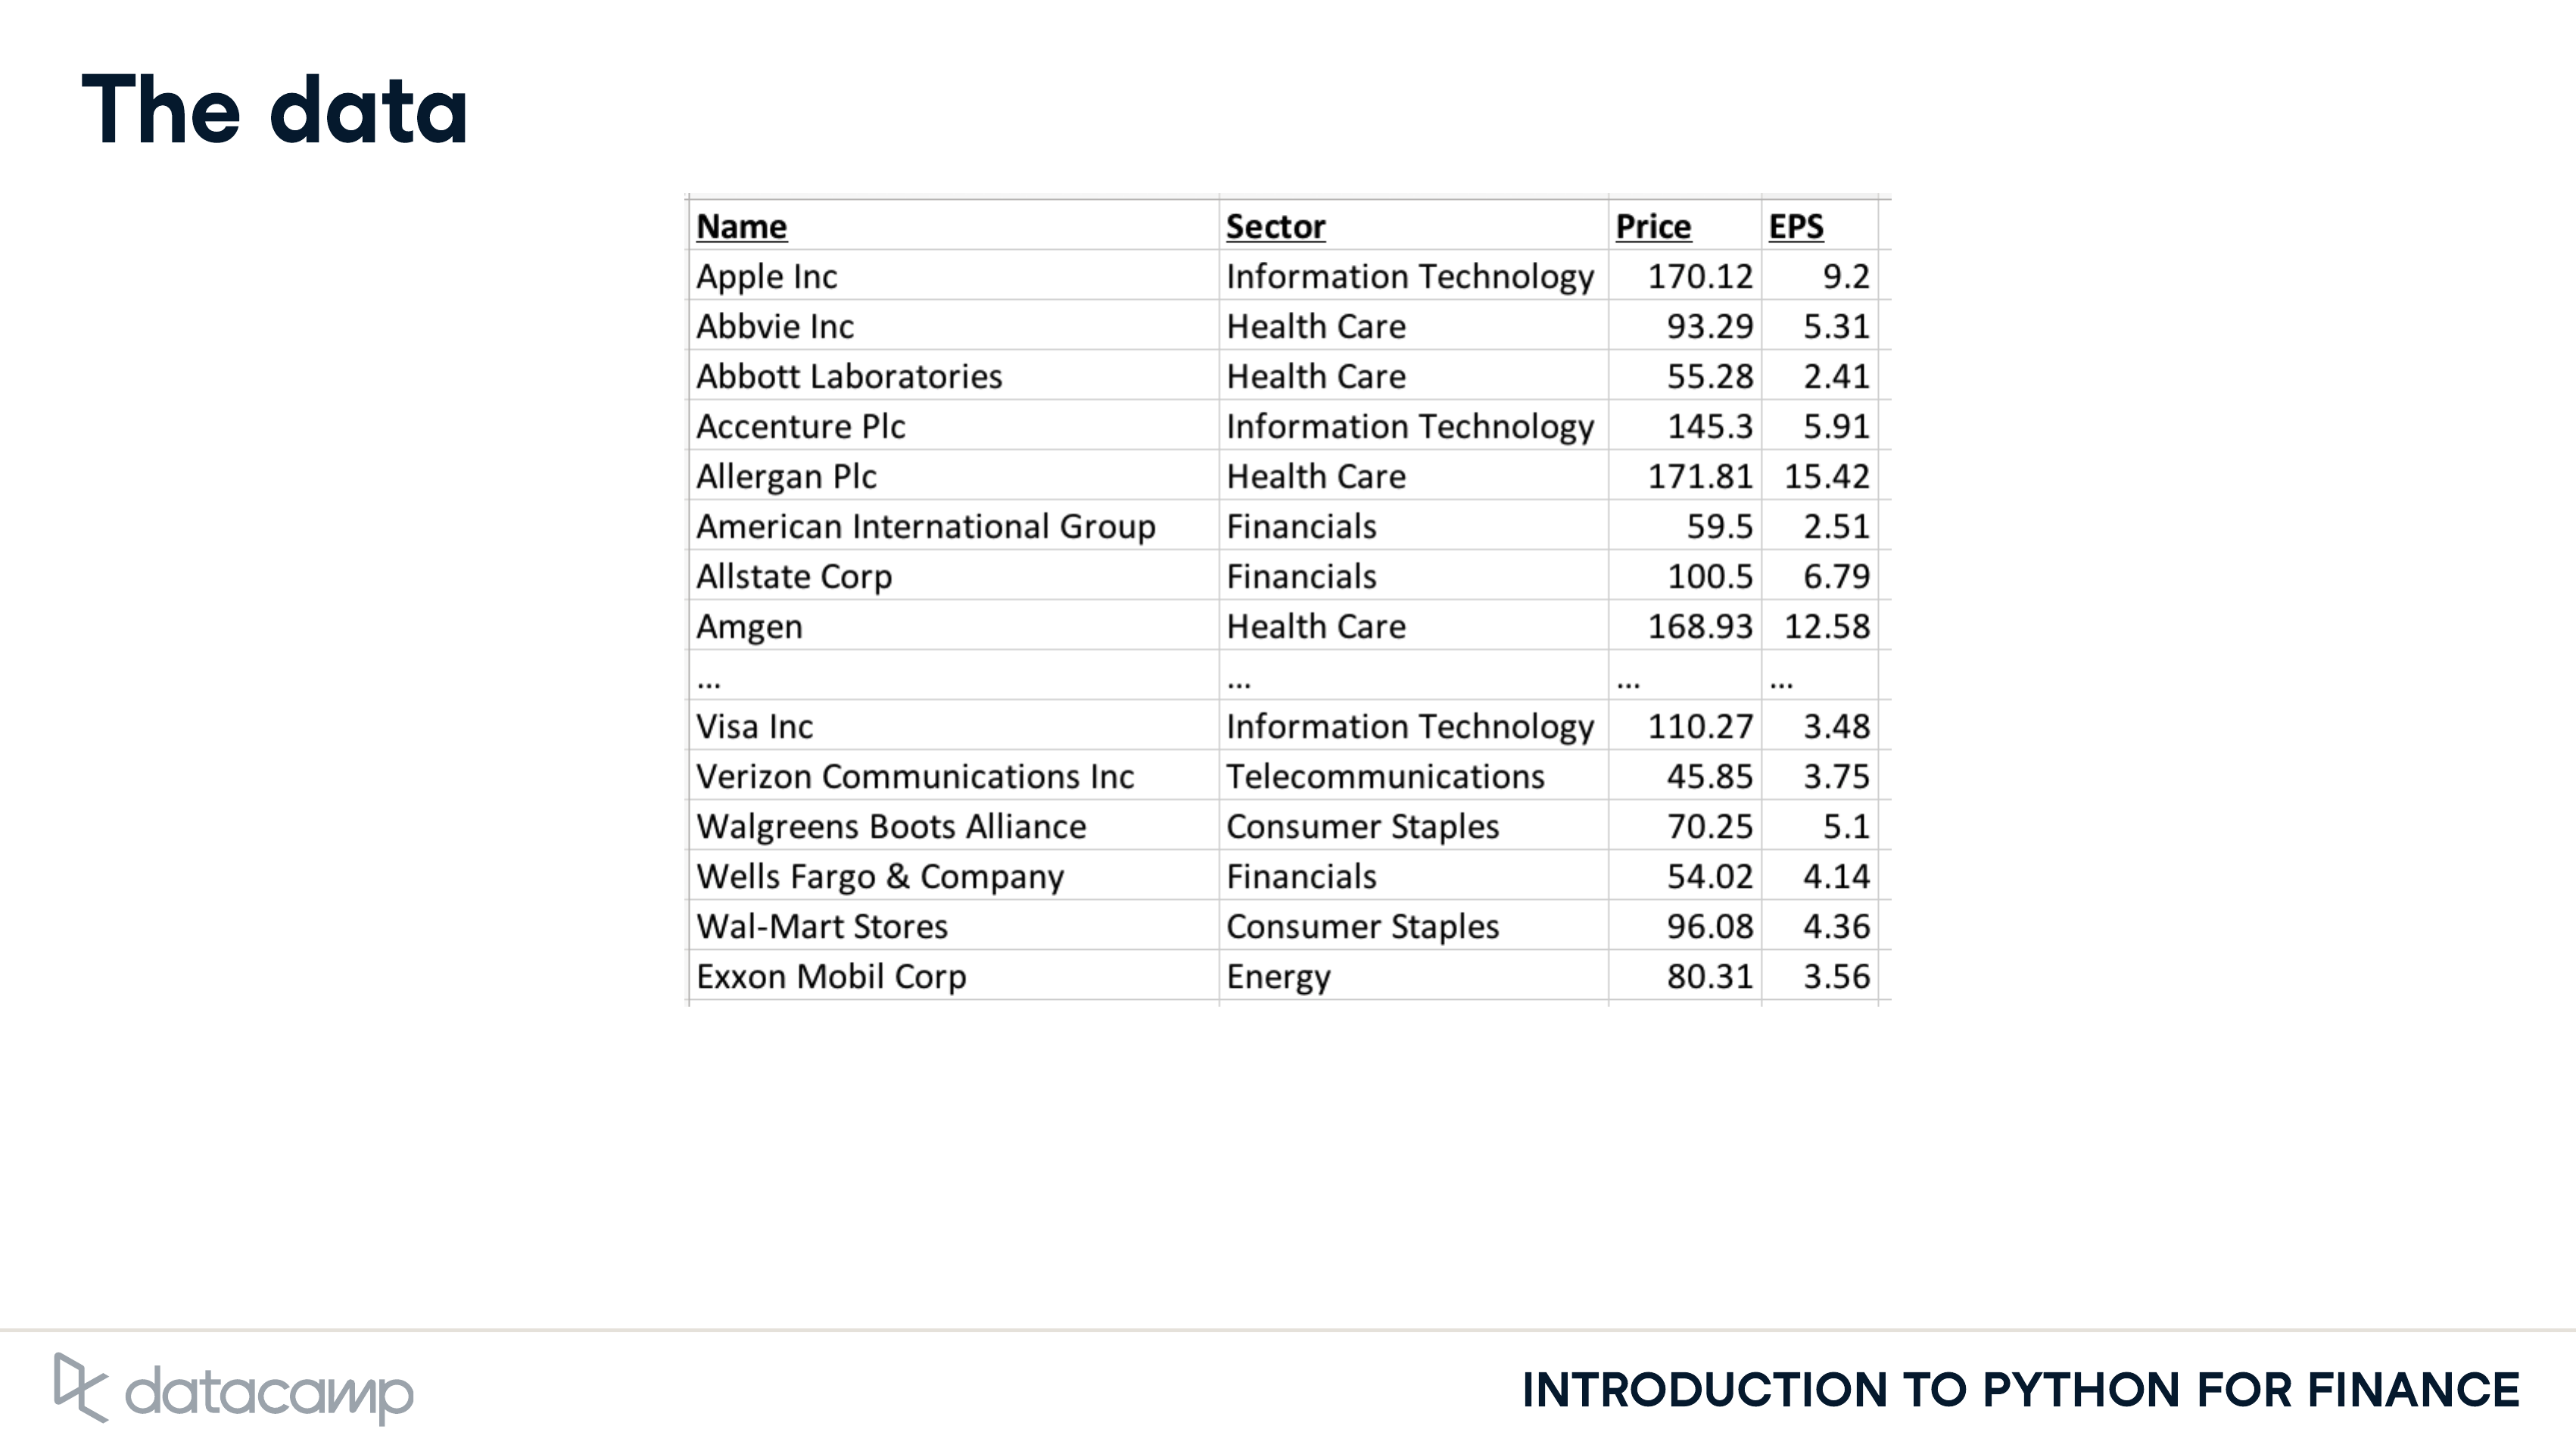 The data
Name Sector Price EPS
Apple Inc Information Technology 170.12 9.2
Abbvie Inc Health Care 93.29 5.31
Abbott Laboratories Health Care 55.28 2.41
Accenture Plc Information Technology 145.3 5.91
Allergan Plc Health Care 171.81 15.42
American International Group Financials 59.5 2.51
Allstate Corp Financials 100.5 6.79
Amgen Health Care 168.93 12.58
... ... ... ...
Visa Inc Information Technology 110.27 3.48
Verizon Communications Inc Telecommunications 45.85 3.75
Walgreens Boots Alliance Consumer Staples 70.25 5.1
Wells Fargo & Company Financials 54.02 4.14
Wal-Mart Stores Consumer Staples 96.08 4.36
Exxon Mobil Corp Energy 80.31 3.56
datacamp
INTRODUCTION TO PYTHON FOR FINANCE